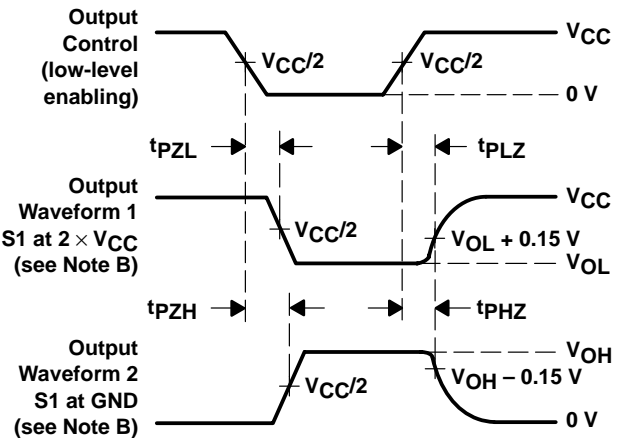 Output
Control
(low-level
enabling)
VCC/2
VCC/2
VCC
0 V
tPZL
tPLZ
Output
Waveform 1
S1 at 2 × VCC
(see Note B)
VCC/2
VCC
VOL + 0.15 V
VOL
tPZH
tPHZ
Output
Waveform 2
S1 at GND
(see Note B)
VCC/2
VOH
VOH – 0.15 V
0 V